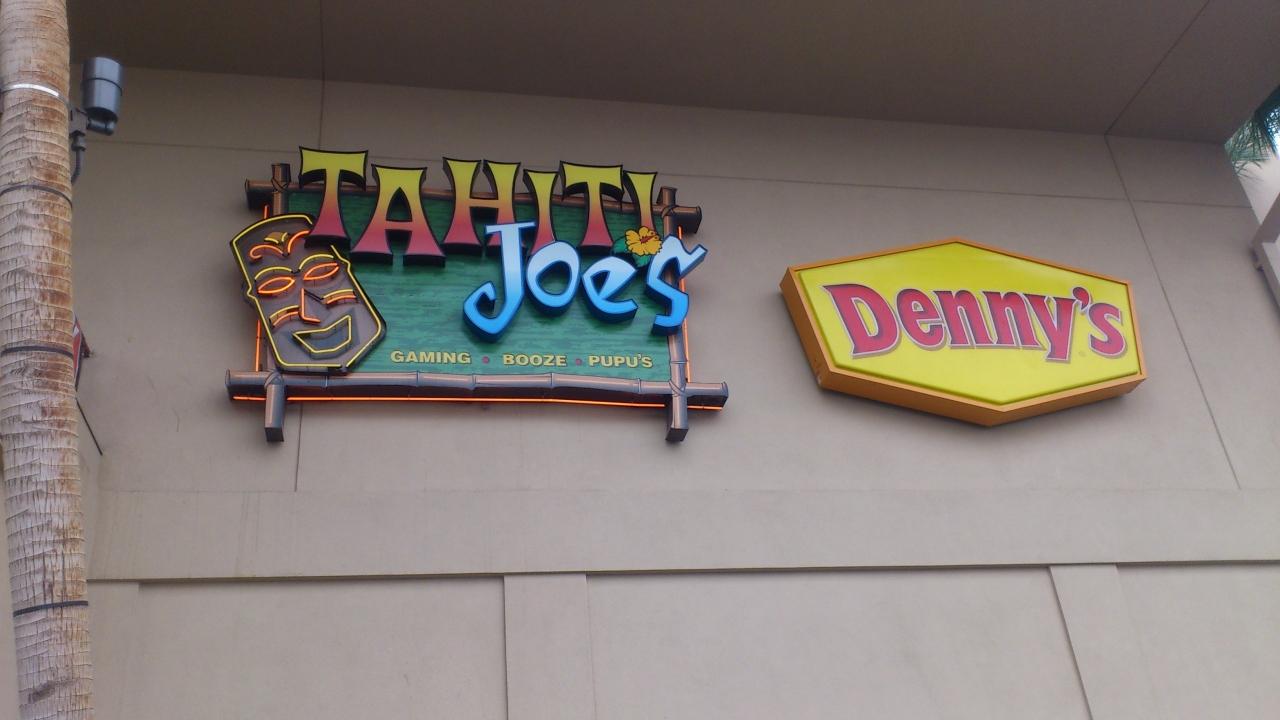 TAHITI
JOE'S
GAMING • BOOZE • PUPU'S
Denny's